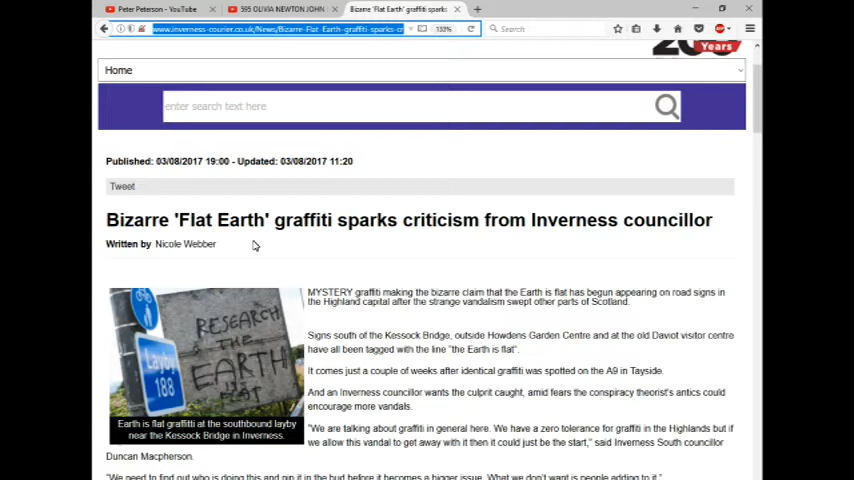 Peter Peterson - YouTube
595 OLIVIA NEWTON JOHN
Bizarre 'Flat Earth' graffiti sparks
www.inverness-courier.co.uk/News/Bizarre-Flat-Earth-graffiti-sparks-cr
133%
Search
Years
Home
enter search text here
Published: 03/08/2017 19:00 - Updated: 03/08/2017 11:20
Tweet
Bizarre 'Flat Earth' graffiti sparks criticism from Inverness councillor
Written by Nicole Webber
MYSTERY graffiti making the bizarre claim that the Earth is flat has begun appearing on road signs in
the Highland capital after the strange vandalism swept other parts of Scotland.
Signs south of the Kessock Bridge, outside Howdens Garden Centre and at the old Daviot visitor centre
have all been tagged with the line "the Earth is flat".
It comes just a couple of weeks after identical graffiti was spotted on the A9 in Tayside.
And an Inverness councillor wants the culprit caught, amid fears the conspiracy theorist's antics could
encourage more vandals.
"We are talking about graffiti in general here. We have a zero tolerance for graffiti in the Highlands but if
we allow this vandal to get away with it then it could just be the start," said Inverness South councillor
Duncan Macpherson.
"We need to find out who is doing this and nip it in the bud before it becomes a bigger issue. What we don't want is people adding to it."
RESEARCH
THE
EARTH
IS
FLAT
Layby
188
Earth is flat graffitti at the southbound layby
near the Kessock Bridge in Inverness.